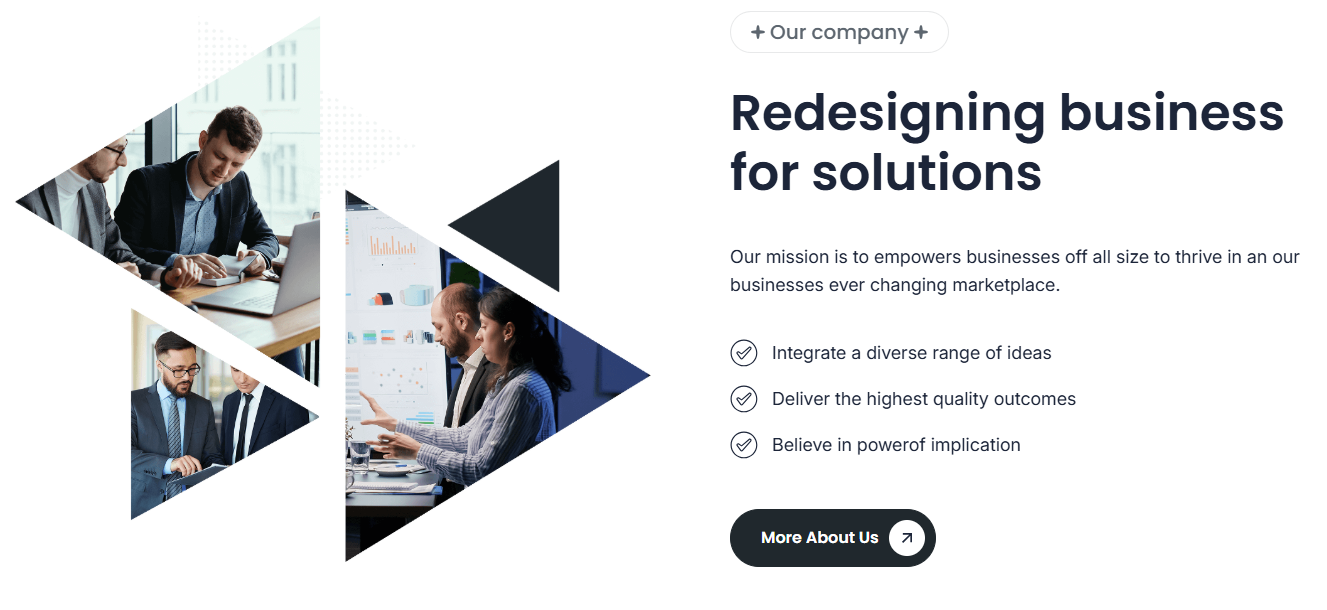 Our company
Redesigning business
for solutions
Our mission is to empowers businesses off all size to thrive in an our
businesses ever changing marketplace.
Integrate a diverse range of ideas
Deliver the highest quality outcomes
Believe in powerof implication
More About Us